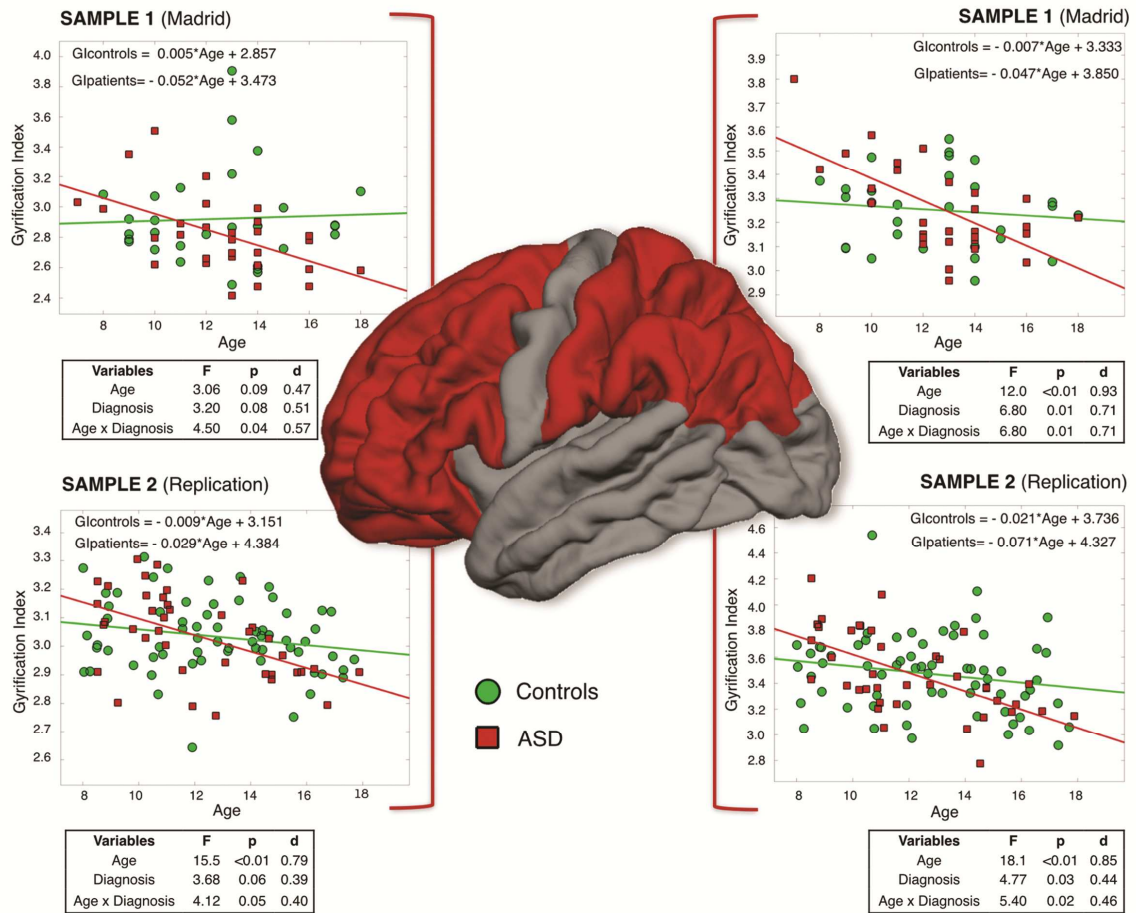 SAMPLE 1 (Madrid)
GIcontrols = 0.005*Age + 2.857
GIpatients= - 0.052*Age + 3.473
Gyrification Index
4.0
3.8
3.6
3.4
3.2
3.0
2.8
2.6
2.4
8 10 12 14 16 18
Age
Variables F p d
Age 3.06 0.09 0.47
Diagnosis 3.20 0.08 0.51
Age x Diagnosis 4.50 0.04 0.57
SAMPLE 1 (Madrid)
GIcontrols = - 0.007*Age + 3.333
GIpatients= - 0.047*Age + 3.850
Gyrification Index
3.9
3.8
3.7
3.6
3.5
3.4
3.3
3.2
3.1
3.0
2.9
8 10 12 14 16 18
Age
Variables F p d
Age 12.0 <0.01 0.93
Diagnosis 6.80 0.01 0.71
Age x Diagnosis 6.80 0.01 0.71
SAMPLE 2 (Replication)
GIcontrols = - 0.009*Age + 3.151
GIpatients= - 0.029*Age + 4.384
Gyrification Index
3.4
3.3
3.2
3.1
3.0
2.9
2.8
2.7
2.6
8 10 12 14 16 18
Age
Variables F p d
Age 15.5 <0.01 0.79
Diagnosis 3.68 0.06 0.39
Age x Diagnosis 4.12 0.05 0.40
Controls
ASD
SAMPLE 2 (Replication)
GIcontrols = - 0.021*Age + 3.736
GIpatients= - 0.071*Age + 4.327
Gyrification Index
4.6
4.4
4.2
4.0
3.8
3.6
3.4
3.2
3.0
2.8
8 10 12 14 16 18
Age
Variables F p d
Age 18.1 <0.01 0.85
Diagnosis 4.77 0.03 0.44
Age x Diagnosis 5.40 0.02 0.46